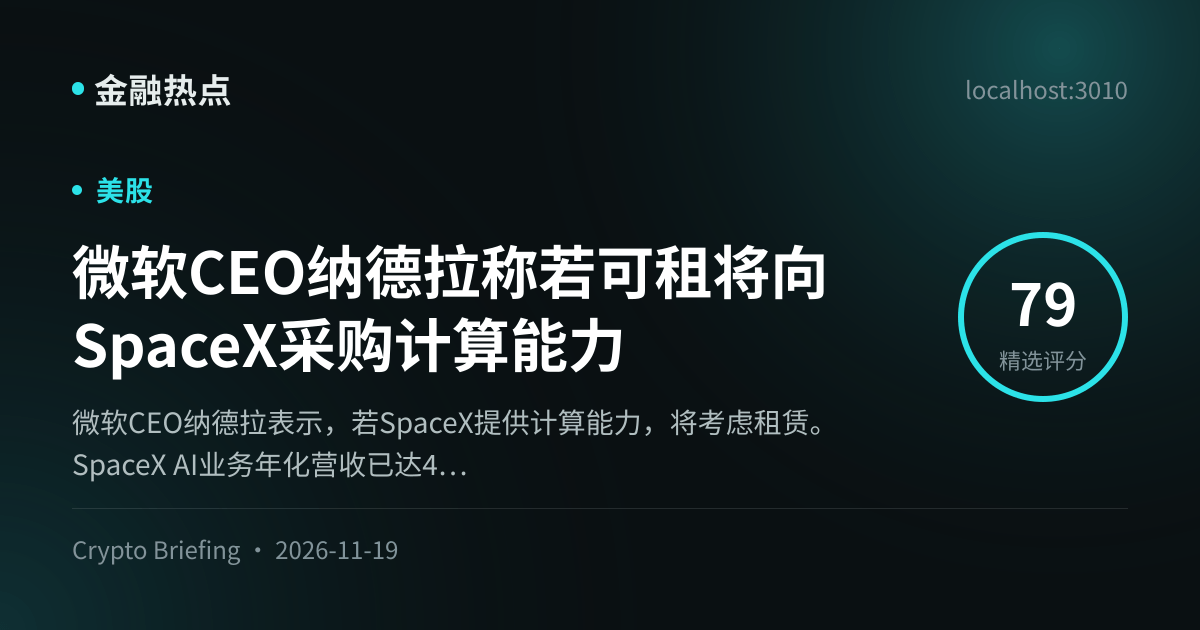 金融热点
localhost:3010
美股
微软CEO纳德拉称若可租将向
SpaceX采购计算能力
79
精选评分
微软CEO纳德拉表示，若SpaceX提供计算能力，将考虑租赁。
SpaceX AI业务年化营收已达4…
Crypto Briefing · 2026-11-19